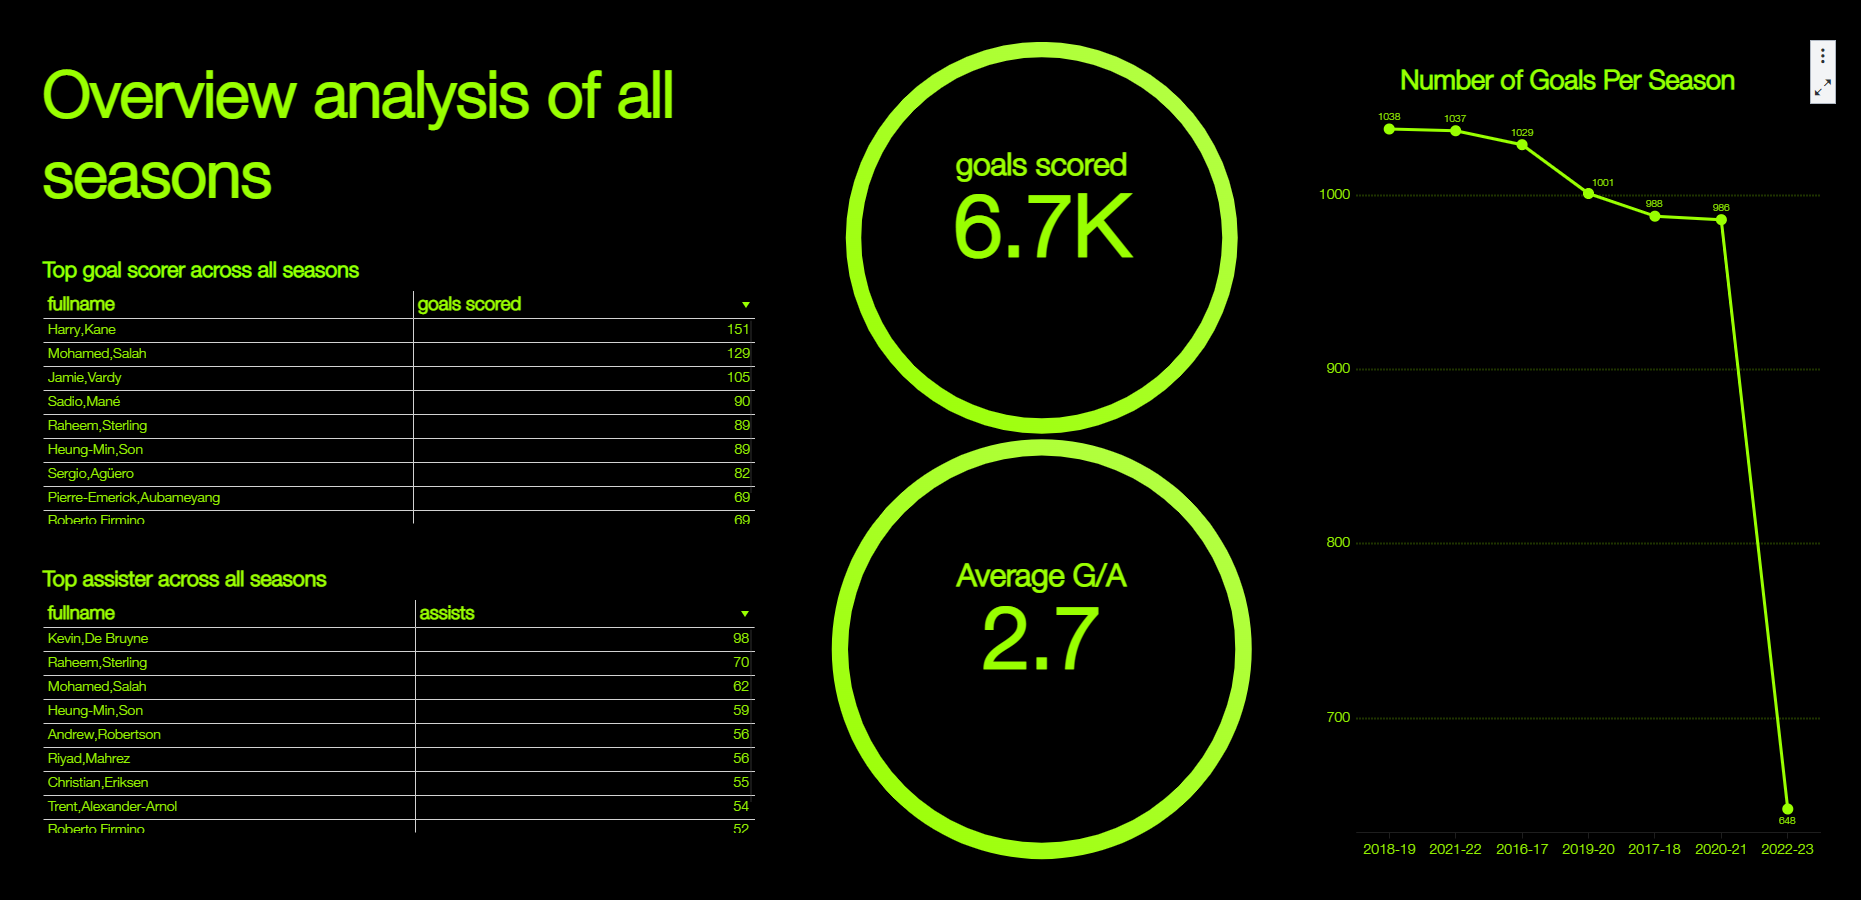 Overview analysis of all
seasons
Top goal scorer across all seasons
fullname goals scored
Harry,Kane 151
Mohamed,Salah 129
Jamie,Vardy 105
Sadio,Mané 90
Raheem,Sterling 89
Heung-Min,Son 89
Sergio,Agüero 82
Pierre-Emerick,Aubameyang 69
Roberto Firmino 69
Top assister across all seasons
fullname assists
Kevin,De Bruyne 98
Raheem,Sterling 70
Mohamed,Salah 62
Heung-Min,Son 59
Andrew,Robertson 56
Riyad,Mahrez 56
Christian,Eriksen 55
Trent,Alexander-Arnol 54
Roberto Firmino 52
goals scored
6.7K
Average G/A
2.7
Number of Goals Per Season
1038 1037 1029 1001 988 986 648
1000
900
800
700
2018-19 2021-22 2016-17 2019-20 2017-18 2020-21 2022-23